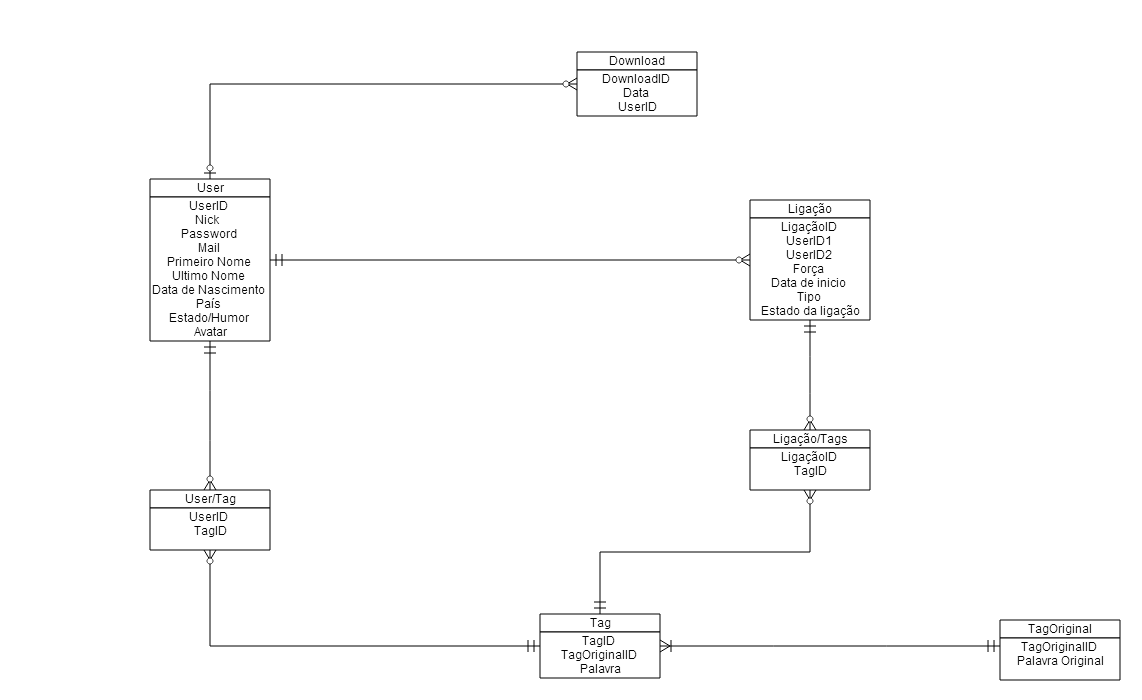 Download
DownloadID
Data
UserID
User
UserID
Nick
Password
Mail
Primeiro Nome
Ultimo Nome
Data de Nascimento
País
Estado/Humor
Avatar
Ligação
LigaçãoID
UserID1
UserID2
Força
Data de inicio
Tipo
Estado da ligação
Ligação/Tags
LigaçãoID
TagID
User/Tag
UserID
TagID
Tag
TagID
TagOriginalID
Palavra
TagOriginal
TagOriginalID
Palavra Original